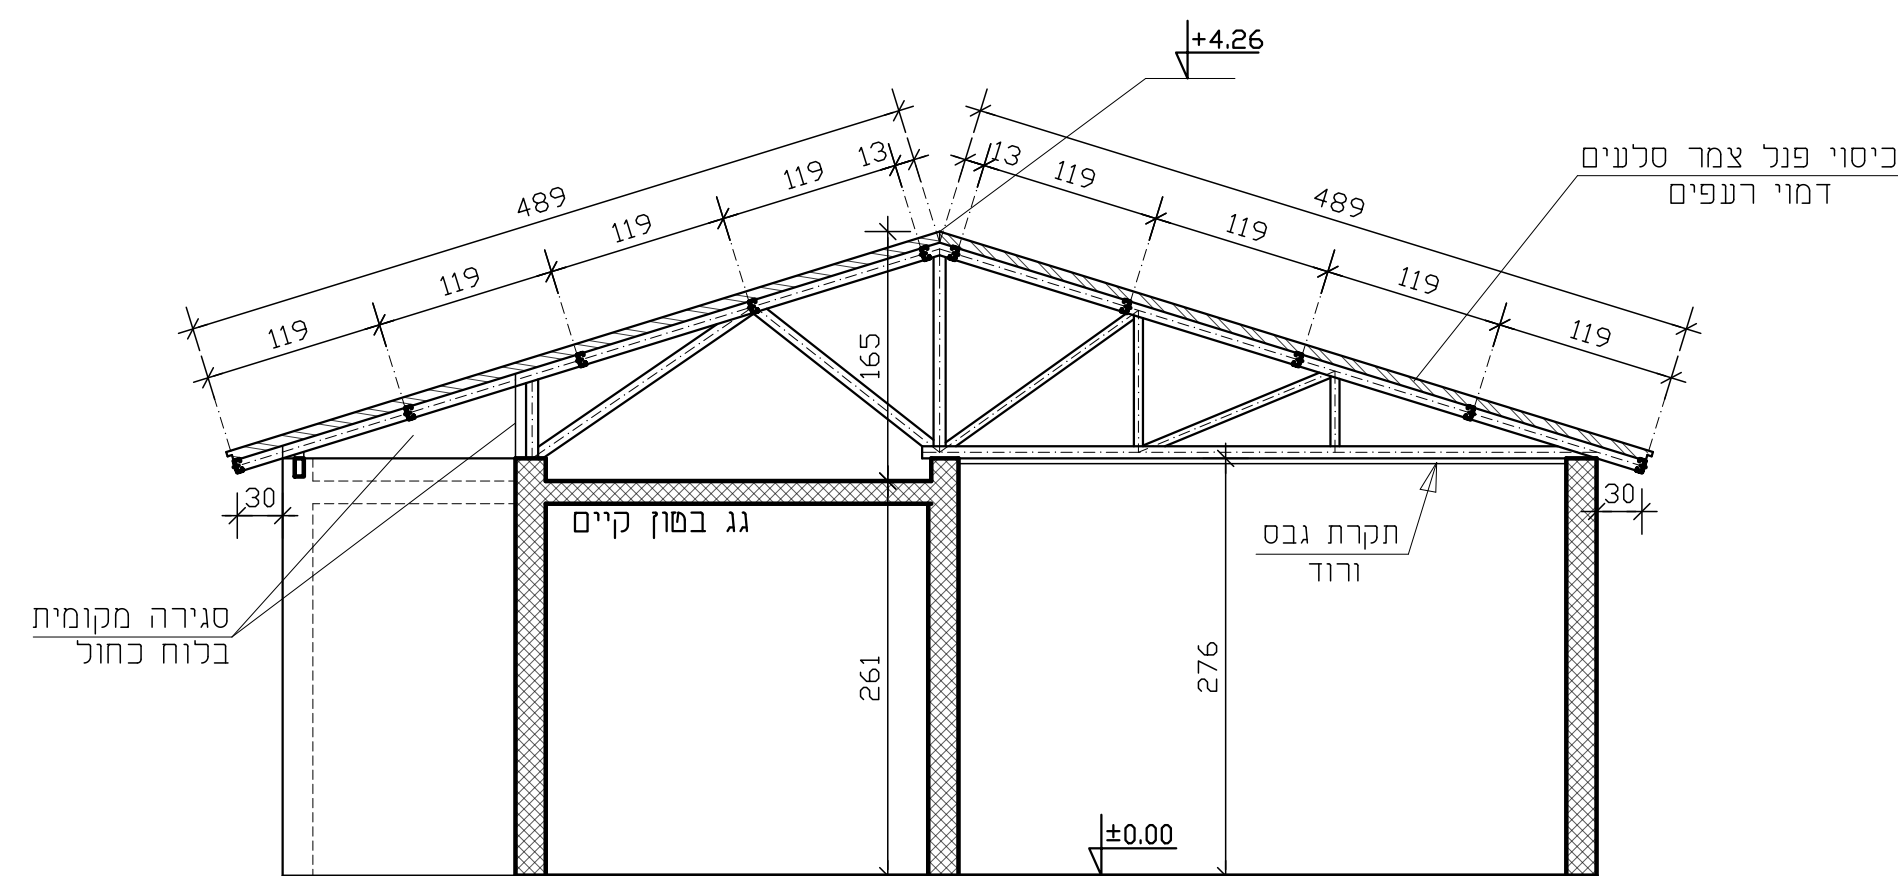 +4.26
כיסוי פנל צמר סלעים
דמוי רעפים
489
489
13
13
119
119
119
119
119
119
119
119
165
30
30
גג בטון קיים
תקרת גבס
ורוד
סגירה מקומית
בלוח כחול
261
276
±0.00